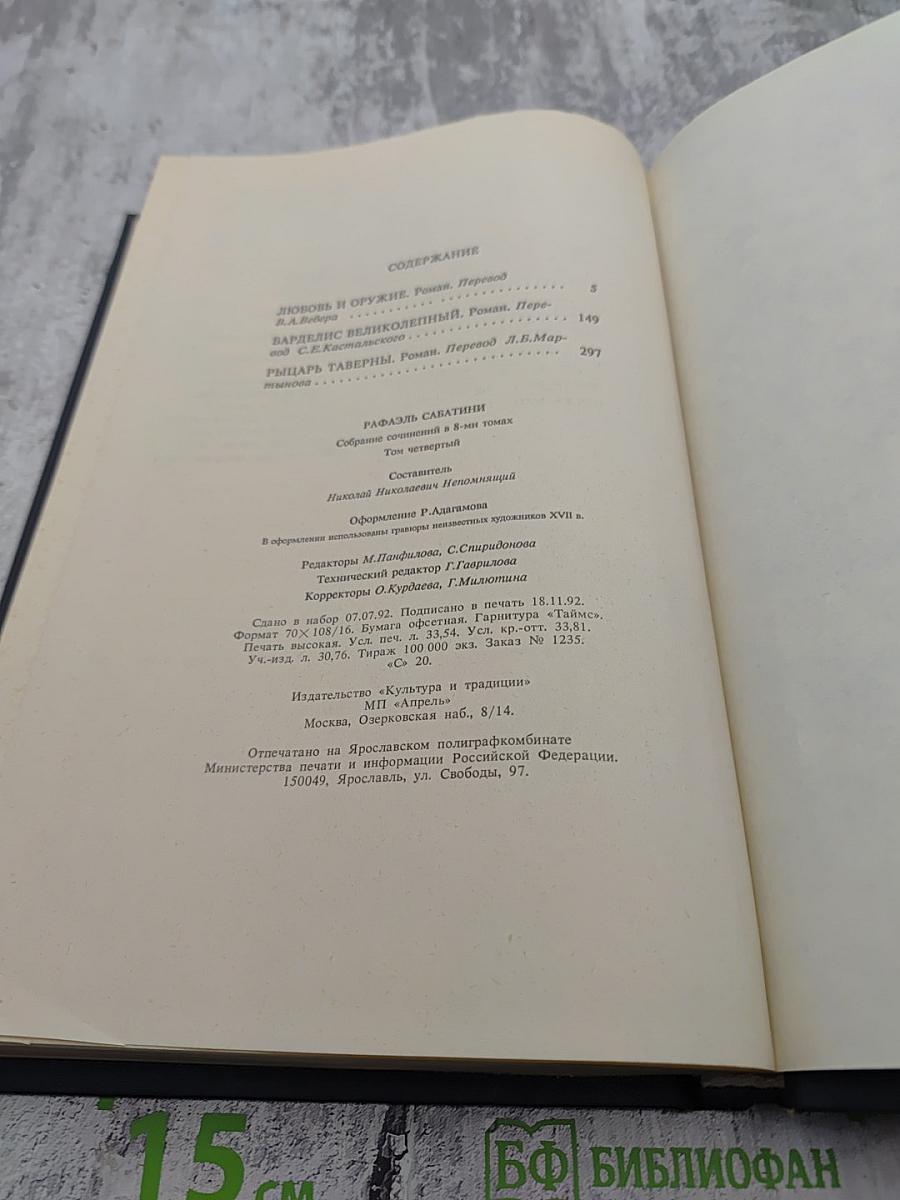 СОДЕРЖАНИЕ
ЛЮБОВЬ И ОРУЖИЕ. Роман. Перевод
В.А.Вебера . . . . . . . . . . . . . . . . . . . . . . . . 5
БАРДЕЛИС ВЕЛИКОЛЕПНЫЙ. Роман. Пере-
вод С.Е.Кастальского . . . . . . . . . . . . . . . . . . 149
РЫЦАРЬ ТАВЕРНЫ. Роман. Перевод Л.Б.Мар-
тынова . . . . . . . . . . . . . . . . . . . . . . . . . . 297
РАФАЭЛЬ САБАТИНИ
Собрание сочинений в 8-ми томах
Том четвертый
Составитель
Николай Николаевич Непомнящий
Оформление Р.Адагамова
В оформлении использованы гравюры неизвестных художников XVII в.
Редакторы М.Панфилова, С.Спиридонова
Технический редактор Г.Гаврилова
Корректоры О.Курдаева, Г.Милютина
Сдано в набор 07.07.92. Подписано в печать 18.11.92.
Формат 70×108/16. Бумага офсетная. Гарнитура «Таймс».
Печать высокая. Усл. печ. л. 33,54. Усл. кр.-отт. 33,81.
Уч.-изд. л. 30,76. Тираж 100 000 экз. Заказ № 1235.
«С» 20.
Издательство «Культура и традиции»
МП «Апрель»
Москва, Озерковская наб., 8/14.
Отпечатано на Ярославском полиграфкомбинате
Министерства печати и информации Российской Федерации.
150049, Ярославль, ул. Свободы, 97.
15 см
БФ БИБЛИОФАН